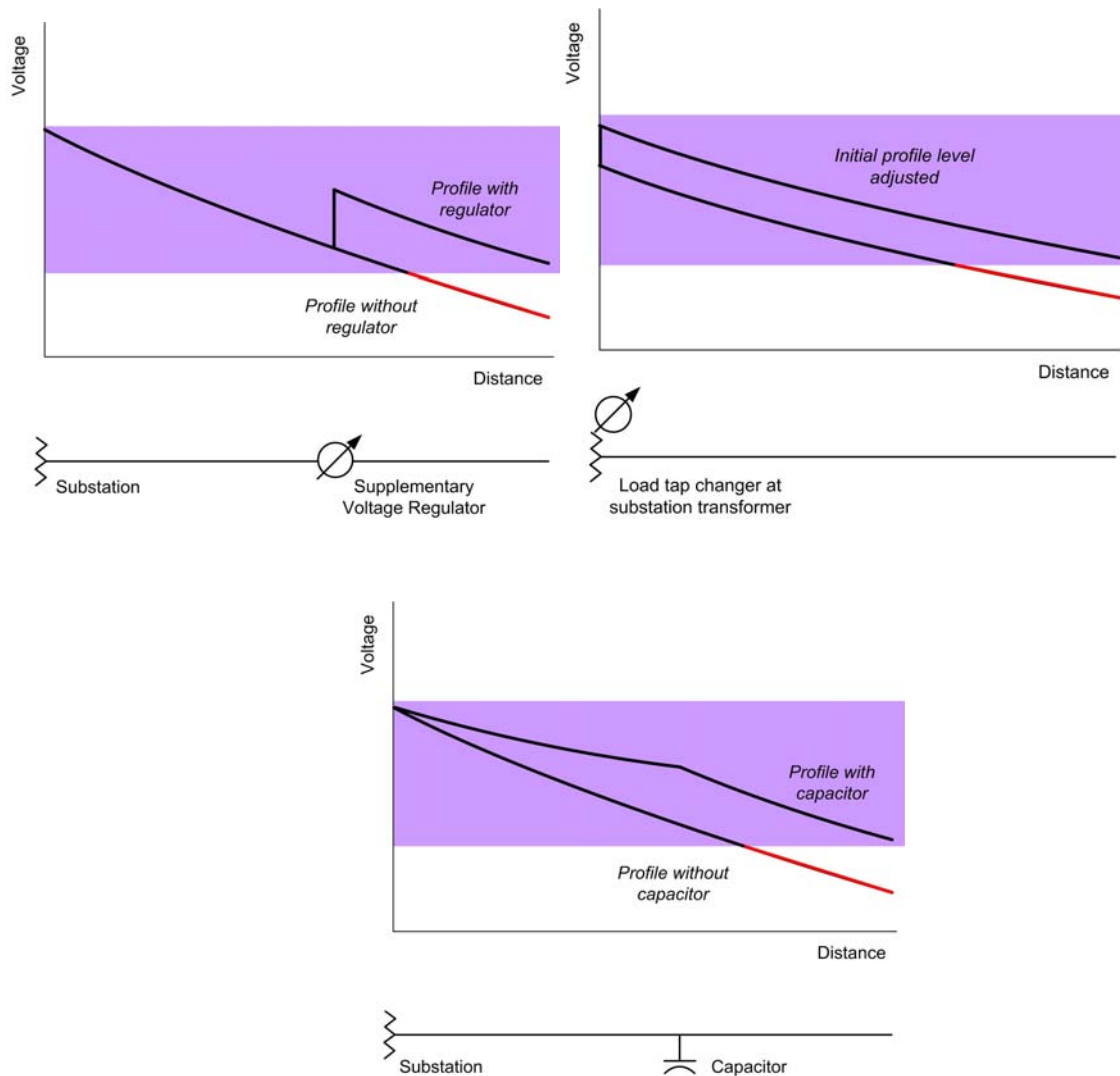 Voltage
Profile with
regulator
Profile without
regulator
Distance
Substation
Supplementary
Voltage Regulator
Voltage
Initial profile level
adjusted
Distance
Load tap changer at
substation transformer
Voltage
Profile with
capacitor
Profile without
capacitor
Distance
Substation
Capacitor